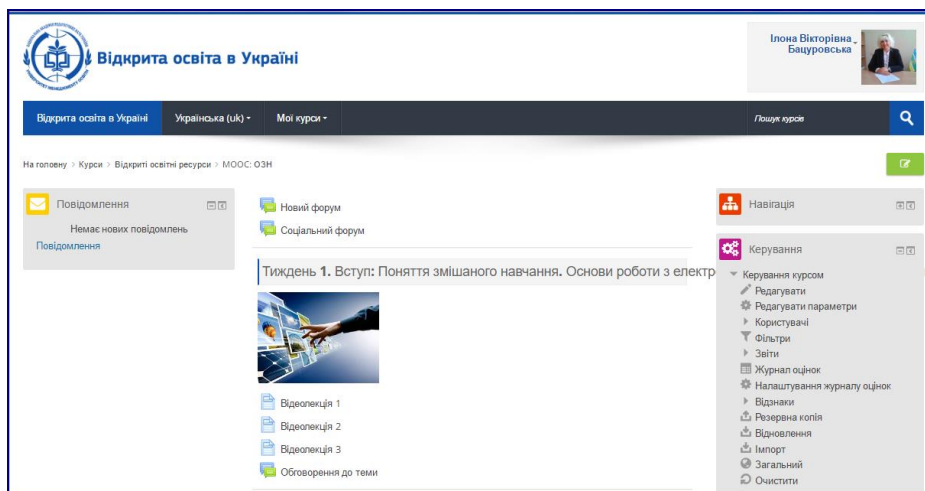 Відкрита освіта в Україні
Ілона Вікторівна
Бацуровська
Відкрита освіта в Україні
Українська (uk)
Мої курси
Пошук курсів
На головну > Курси > Відкриті освітні ресурси > МООС: ОЗН
Повідомлення
Немає нових повідомлень
Повідомлення
Новий форум
Соціальний форум
Тиждень 1. Вступ: Поняття змішаного навчання. Основи роботи з електр
Відеолекція 1
Відеолекція 2
Відеолекція 3
Обговорення до теми
Навігація
Керування
Керування курсом
Редагувати
Редагувати параметри
Користувачі
Фільтри
Звіти
Журнал оцінок
Налаштування журналу оцінок
Відзнаки
Резервна копія
Відновлення
Імпорт
Загальний
Очистити